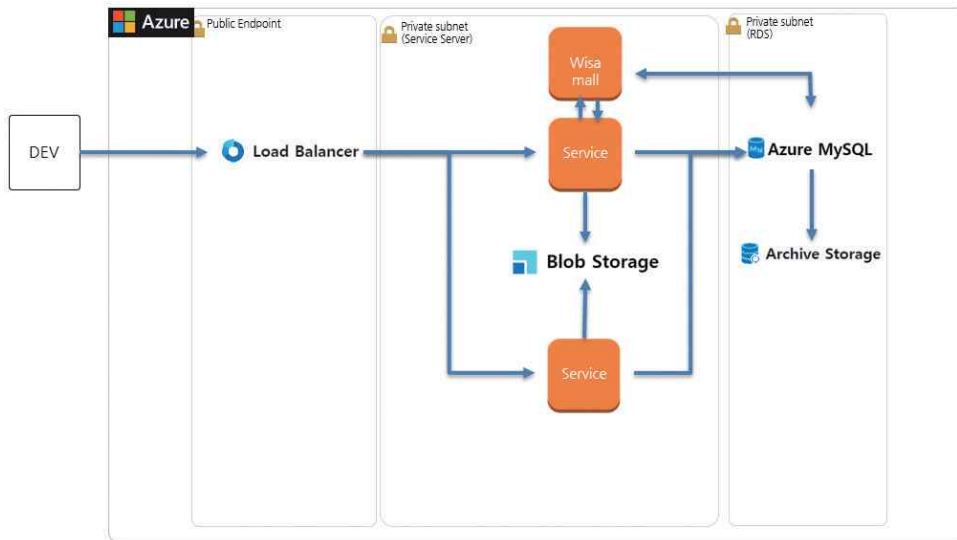 Azure
Public Endpoint
Private subnet
(Service Server)
Private subnet
(RDS)
Wisa
mall
DEV
Load Balancer
Service
Azure MySQL
Blob Storage
Archive Storage
Service